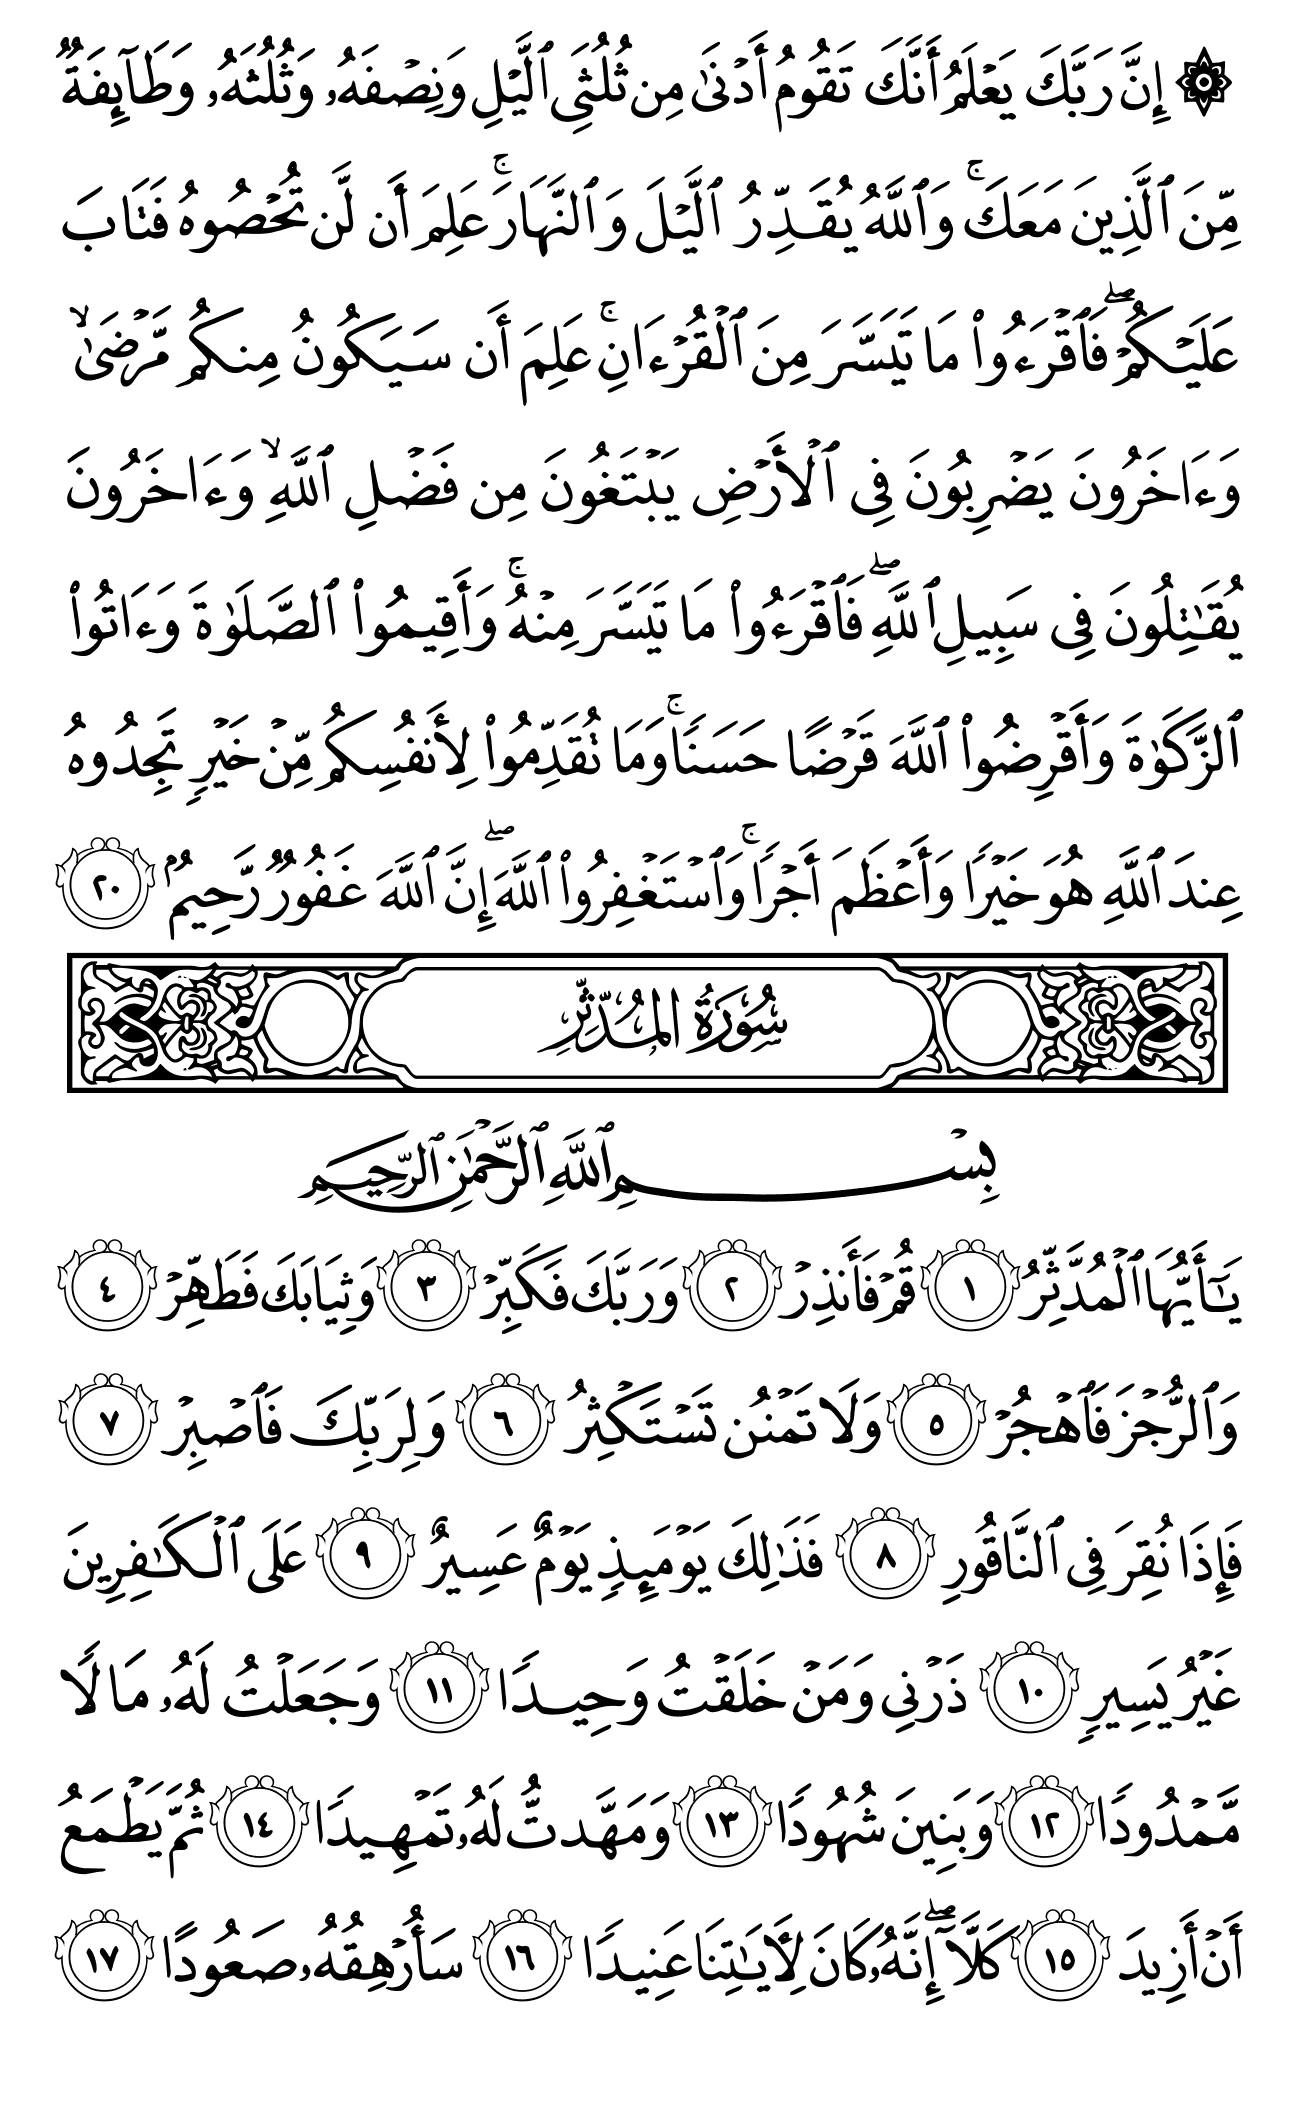 ۞ إِنَّ رَبَّكَ يَعْلَمُ أَنَّكَ تَقُومُ أَدْنَىٰ مِن ثُلُثَىِ ٱلَّيْلِ وَنِصْفَهُۥ وَثُلُثَهُۥ وَطَآئِفَةٌ
مِّنَ ٱلَّذِينَ مَعَكَ ۚ وَٱللَّهُ يُقَدِّرُ ٱلَّيْلَ وَٱلنَّهَارَ ۚ عَلِمَ أَن لَّن تُحْصُوهُ فَتَابَ
عَلَيْكُمْ ۖ فَٱقْرَءُوا۟ مَا تَيَسَّرَ مِنَ ٱلْقُرْءَانِ ۚ عَلِمَ أَن سَيَكُونُ مِنكُم مَّرْضَىٰ ۙ
وَءَاخَرُونَ يَضْرِبُونَ فِى ٱلْأَرْضِ يَبْتَغُونَ مِن فَضْلِ ٱللَّهِ ۙ وَءَاخَرُونَ
يُقَٰتِلُونَ فِى سَبِيلِ ٱللَّهِ ۖ فَٱقْرَءُوا۟ مَا تَيَسَّرَ مِنْهُ ۚ وَأَقِيمُوا۟ ٱلصَّلَوٰةَ وَءَاتُوا۟
ٱلزَّكَوٰةَ وَأَقْرِضُوا۟ ٱللَّهَ قَرْضًا حَسَنًا ۚ وَمَا تُقَدِّمُوا۟ لِأَنفُسِكُم مِّنْ خَيْرٍ تَجِدُوهُ
عِندَ ٱللَّهِ هُوَ خَيْرًا وَأَعْظَمَ أَجْرًا ۚ وَٱسْتَغْفِرُوا۟ ٱللَّهَ ۖ إِنَّ ٱللَّهَ غَفُورٌ رَّحِيمٌۢ ٢٠
سُورَةُ المُدَّثِّرِ
بِسْمِ ٱللَّهِ ٱلرَّحْمَٰنِ ٱلرَّحِيمِ
يَٰٓأَيُّهَا ٱلْمُدَّثِّرُ ١ قُمْ فَأَنذِرْ ٢ وَرَبَّكَ فَكَبِّرْ ٣ وَثِيَابَكَ فَطَهِّرْ ٤
وَٱلرُّجْزَ فَٱهْجُرْ ٥ وَلَا تَمْنُن تَسْتَكْثِرُ ٦ وَلِرَبِّكَ فَٱصْبِرْ ٧
فَإِذَا نُقِرَ فِى ٱلنَّاقُورِ ٨ فَذَٰلِكَ يَوْمَئِذٍ يَوْمٌ عَسِيرٌ ٩ عَلَى ٱلْكَٰفِرِينَ
غَيْرُ يَسِيرٍ ١٠ ذَرْنِى وَمَنْ خَلَقْتُ وَحِيدًا ١١ وَجَعَلْتُ لَهُۥ مَالًا
مَّمْدُودًا ١٢ وَبَنِينَ شُهُودًا ١٣ وَمَهَّدتُّ لَهُۥ تَمْهِيدًا ١٤ ثُمَّ يَطْمَعُ
أَنْ أَزِيدَ ١٥ كَلَّآ ۖ إِنَّهُۥ كَانَ لِأَيَٰتِنَا عَنِيدًا ١٦ سَأُرْهِقُهُۥ صَعُودًا ١٧